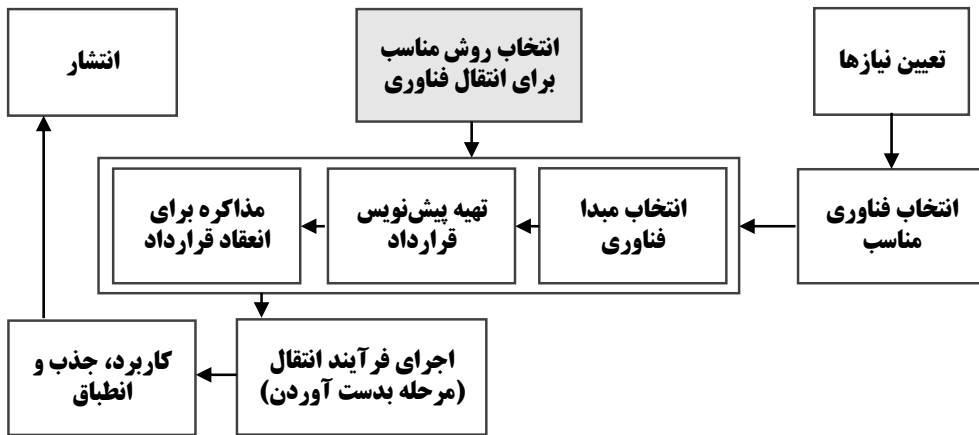 تعیین نیازها
انتخاب روش مناسب
برای انتقال فناوری
انتشار
انتخاب فناوری
مناسب
انتخاب مبدا
فناوری
تهیه پیش‌نویس
قرارداد
مذاکره برای
انعقاد قرارداد
اجرای فرآیند انتقال
(مرحله بدست آوردن)
کاربرد، جذب و
انطباق